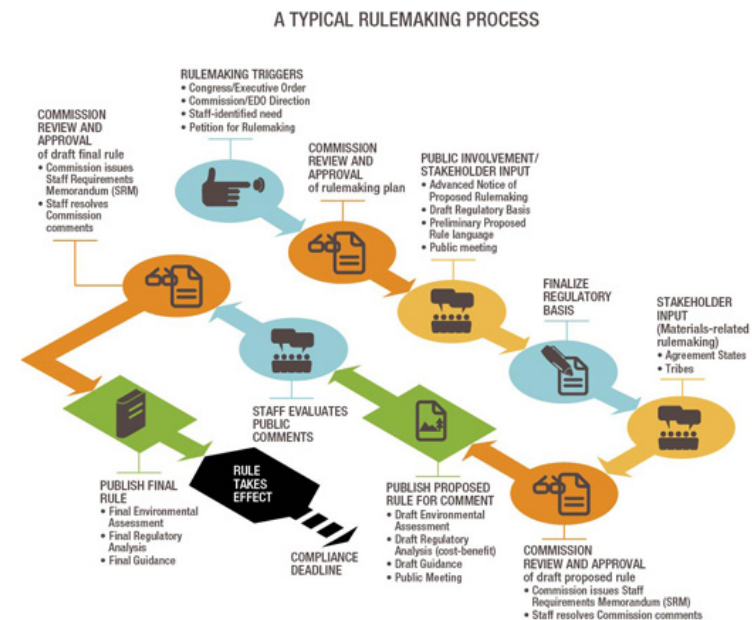 A TYPICAL RULEMAKING PROCESS
RULEMAKING TRIGGERS
• Congress/Executive Order
• Commission/EDO Direction
• Staff-identified need
• Petition for Rulemaking
COMMISSION
REVIEW AND
APPROVAL
of rulemaking plan
PUBLIC INVOLVEMENT/
STAKEHOLDER INPUT
• Advanced Notice of
Proposed Rulemaking
• Draft Regulatory Basis
• Preliminary Proposed
Rule language
• Public meeting
FINALIZE
REGULATORY
BASIS
STAKEHOLDER
INPUT
(Materials-related
rulemaking)
• Agreement States
• Tribes
COMMISSION
REVIEW AND APPROVAL
of draft proposed rule
• Commission issues Staff
Requirements Memorandum (SRM)
• Staff resolves Commission comments
PUBLISH PROPOSED
RULE FOR COMMENT
• Draft Environmental
Assessment
• Draft Regulatory
Analysis (cost-benefit)
• Draft Guidance
• Public Meeting
STAFF EVALUATES
PUBLIC
COMMENTS
COMMISSION
REVIEW AND
APPROVAL
of draft final rule
• Commission issues
Staff Requirements
Memorandum (SRM)
• Staff resolves
Commission
comments
PUBLISH FINAL
RULE
• Final Environmental
Assessment
• Final Regulatory
Analysis
• Final Guidance
RULE
TAKES
EFFECT
COMPLIANCE
DEADLINE